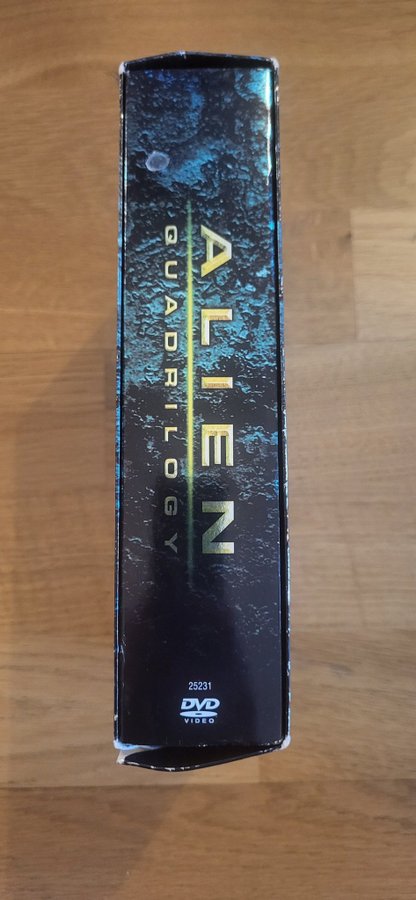 ALIEN
QUADRILOGY
25231
DVD
VIDEO